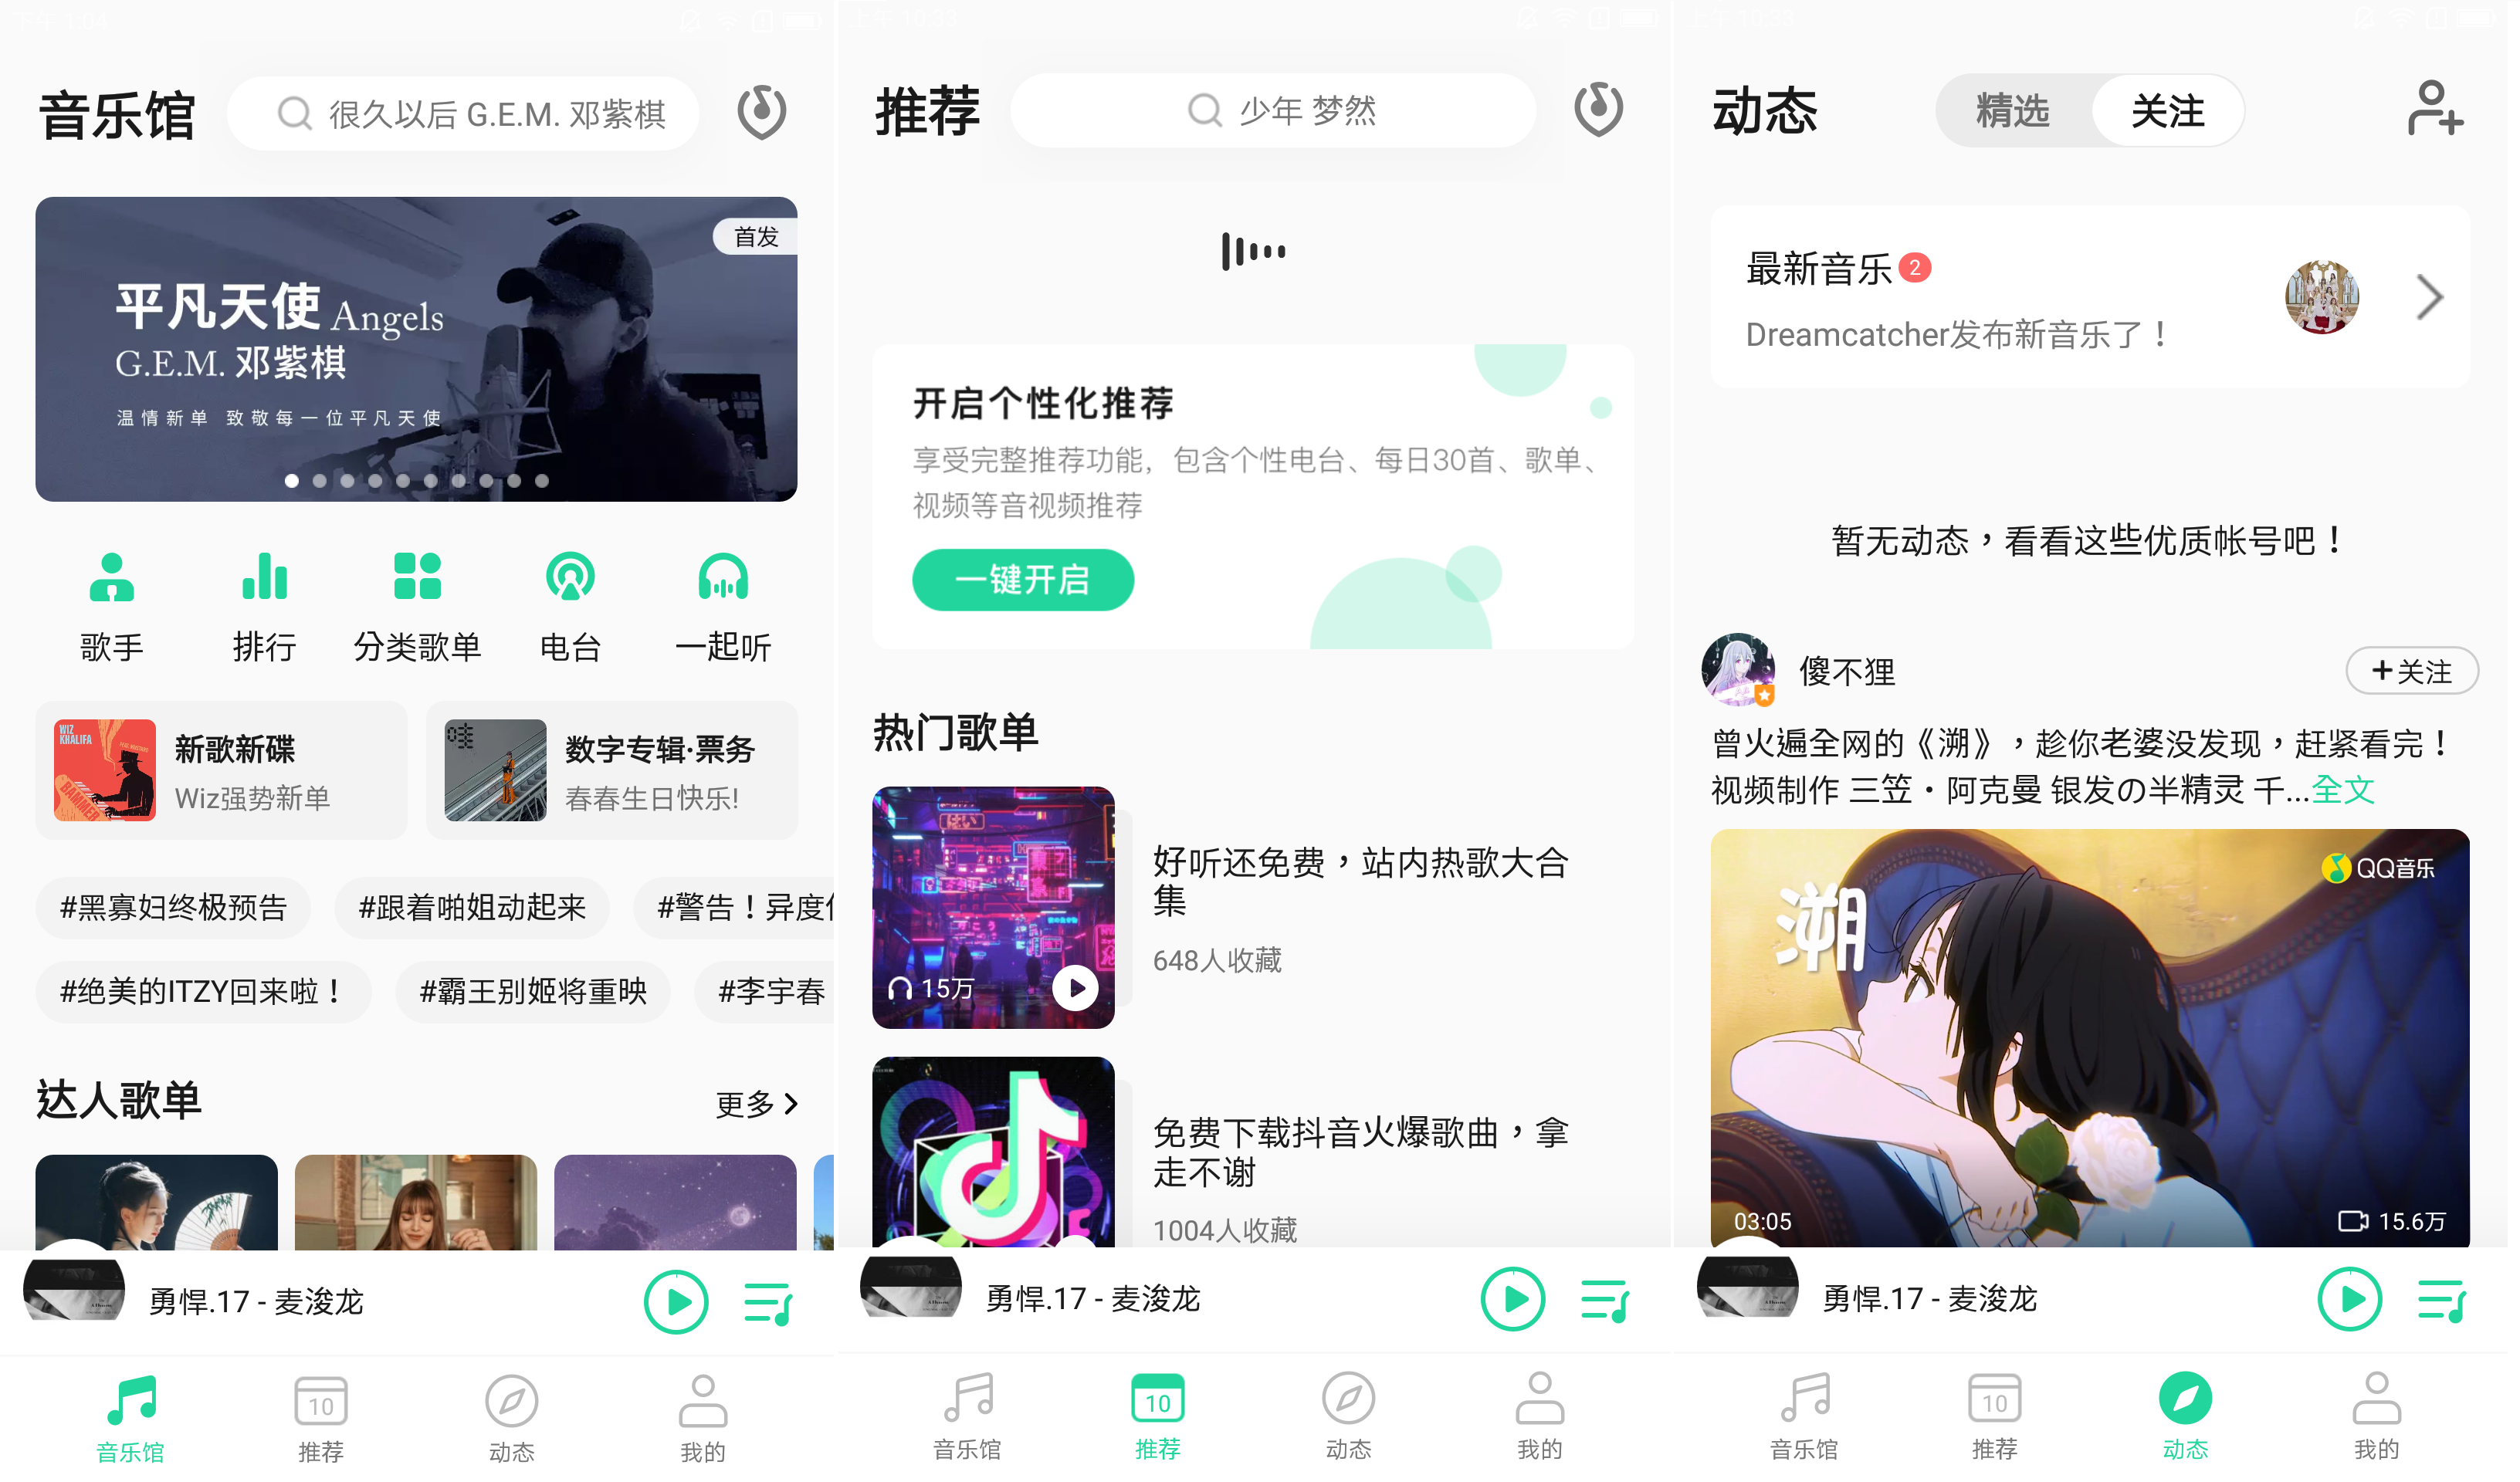 音乐馆
很久以后 G.E.M. 邓紫棋
首发
平凡天使 Angels
G.E.M. 邓紫棋
温情新单 致敬每一位平凡天使
歌手
排行
分类歌单
电台
一起听
WIZ
KHALIFA
BAMMER
新歌新碟
Wiz强势新单
数字专辑·票务
春春生日快乐!
#黑寡妇终极预告
#跟着啪姐动起来
#警告！异度
#绝美的ITZY回来啦！
#霸王别姬将重映
#李宇春
达人歌单
更多
勇悍.17 - 麦浚龙
音乐馆
10
推荐
动态
我的
推荐
少年 梦然
开启个性化推荐
享受完整推荐功能，包含个性电台、每日30首、歌单、
视频等音视频推荐
一键开启
热门歌单
15万
好听还免费，站内热歌大合
集
648人收藏
免费下载抖音火爆歌曲，拿
走不谢
1004人收藏
勇悍.17 - 麦浚龙
音乐馆
10
推荐
动态
我的
动态
精选
关注
最新音乐
2
Dreamcatcher发布新音乐了！
暂无动态，看看这些优质帐号吧！
傻不狸
+关注
曾火遍全网的《溯》，趁你老婆没发现，赶紧看完！
视频制作 三笠·阿克曼 银发の半精灵 千...全文
溯
QQ音乐
03:05
15.6万
勇悍.17 - 麦浚龙
音乐馆
10
推荐
动态
我的